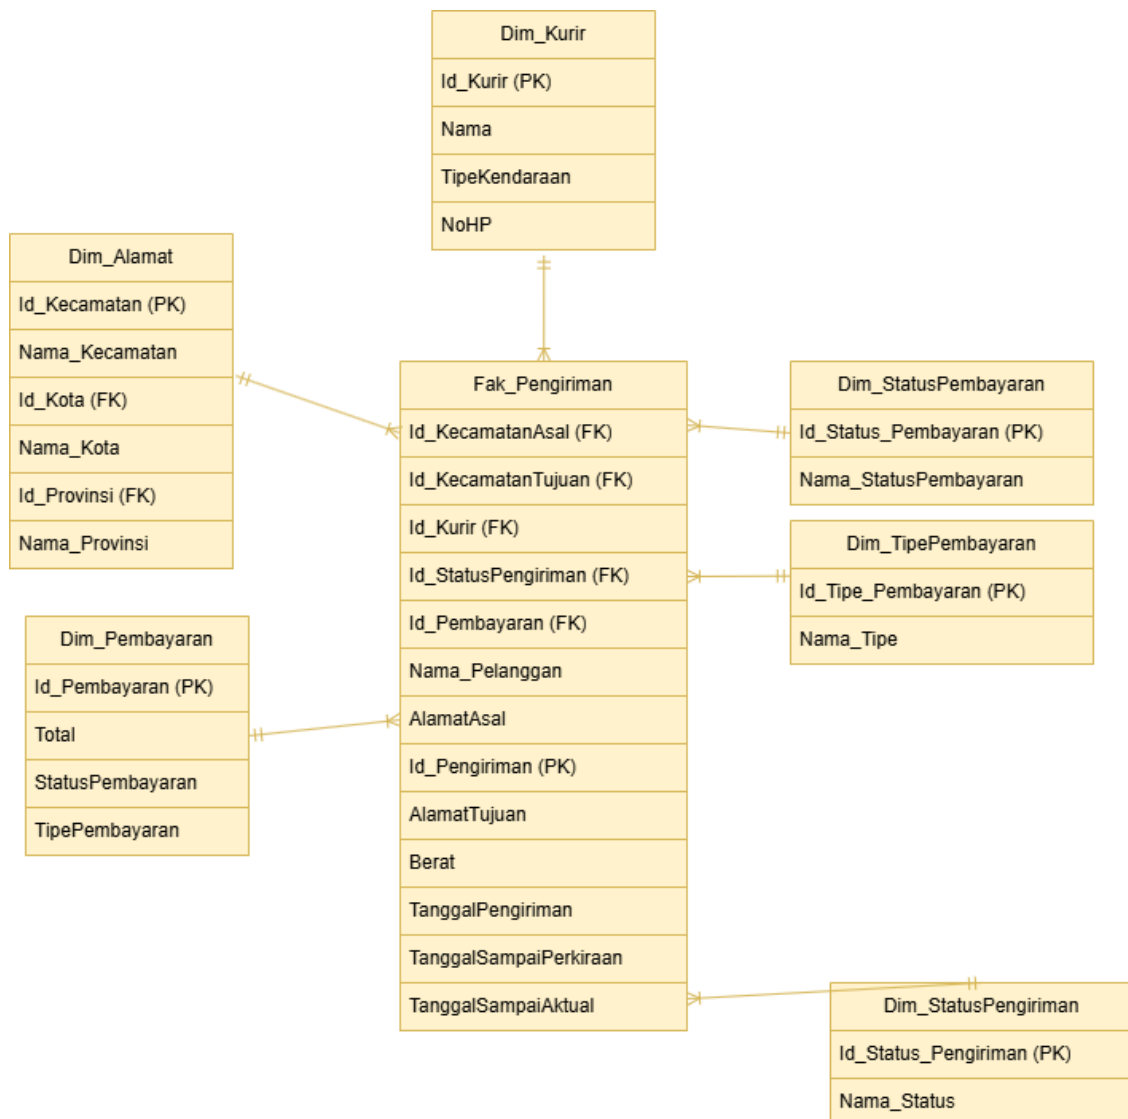 Dim_Kurir
Id_Kurir (PK)
Nama
TipeKendaraan
NoHP
Dim_Alamat
Id_Kecamatan (PK)
Nama_Kecamatan
Id_Kota (FK)
Nama_Kota
Id_Provinsi (FK)
Nama_Provinsi
Fak_Pengiriman
Id_KecamatanAsal (FK)
Id_KecamatanTujuan (FK)
Id_Kurir (FK)
Id_StatusPengiriman (FK)
Id_Pembayaran (FK)
Nama_Pelanggan
AlamatAsal
Id_Pengiriman (PK)
AlamatTujuan
Berat
TanggalPengiriman
TanggalSampaiPerkiraan
TanggalSampaiAktual
Dim_StatusPembayaran
Id_Status_Pembayaran (PK)
Nama_StatusPembayaran
Dim_TipePembayaran
Id_Tipe_Pembayaran (PK)
Nama_Tipe
Dim_Pembayaran
Id_Pembayaran (PK)
Total
StatusPembayaran
TipePembayaran
Dim_StatusPengiriman
Id_Status_Pengiriman (PK)
Nama_Status